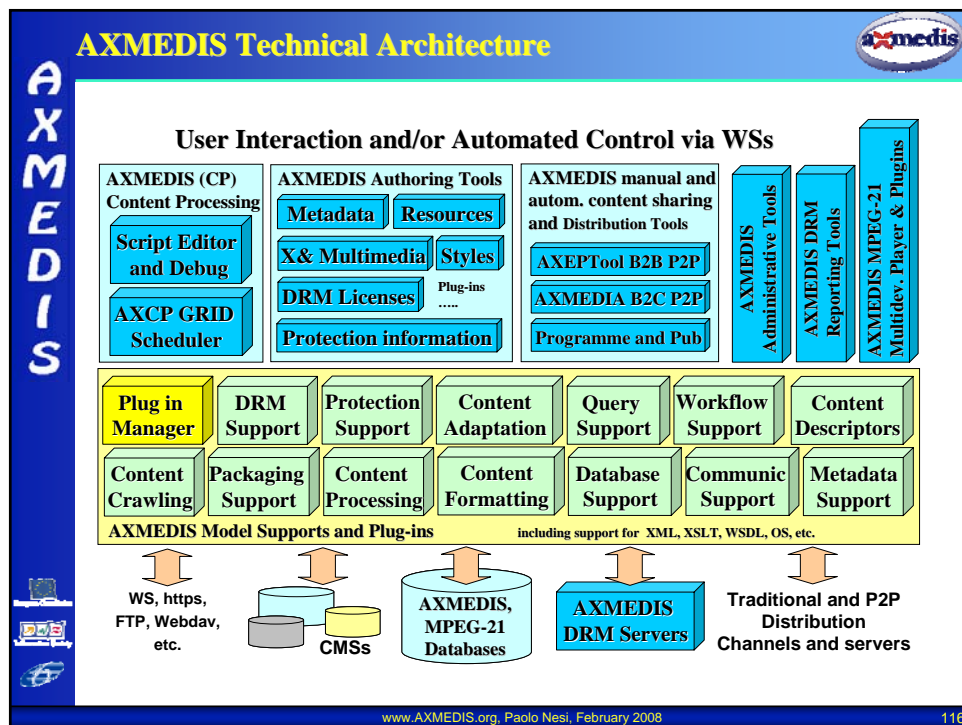 AXMEDIS Technical Architecture
axmedis
AXMEDIS
User Interaction and/or Automated Control via WSs
AXMEDIS (CP)
Content Processing
Script Editor
and Debug
AXCP GRID
Scheduler
AXMEDIS Authoring Tools
Metadata
Resources
X& Multimedia
Styles
DRM Licenses
Plug-ins
.....
Protection information
AXMEDIS manual and
autom. content sharing
and Distribution Tools
AXEPTool B2B P2P
AXMEDIA B2C P2P
Programme and Pub
AXMEDIS
Administrative Tools
AXMEDIS DRM
Reporting Tools
AXMEDIS MPEG-21
Multidev. Player & Plugins
Plug in
Manager
DRM
Support
Protection
Support
Content
Adaptation
Query
Support
Workflow
Support
Content
Descriptors
Content
Crawling
Packaging
Support
Content
Processing
Content
Formatting
Database
Support
Communic
Support
Metadata
Support
AXMEDIS Model Supports and Plug-ins
including support for XML, XSLT, WSDL, OS, etc.
WS, https,
FTP, Webdav,
etc.
CMSs
AXMEDIS,
MPEG-21
Databases
AXMEDIS
DRM Servers
Traditional and P2P
Distribution
Channels and servers
www.AXMEDIS.org, Paolo Nesi, February 2008
116